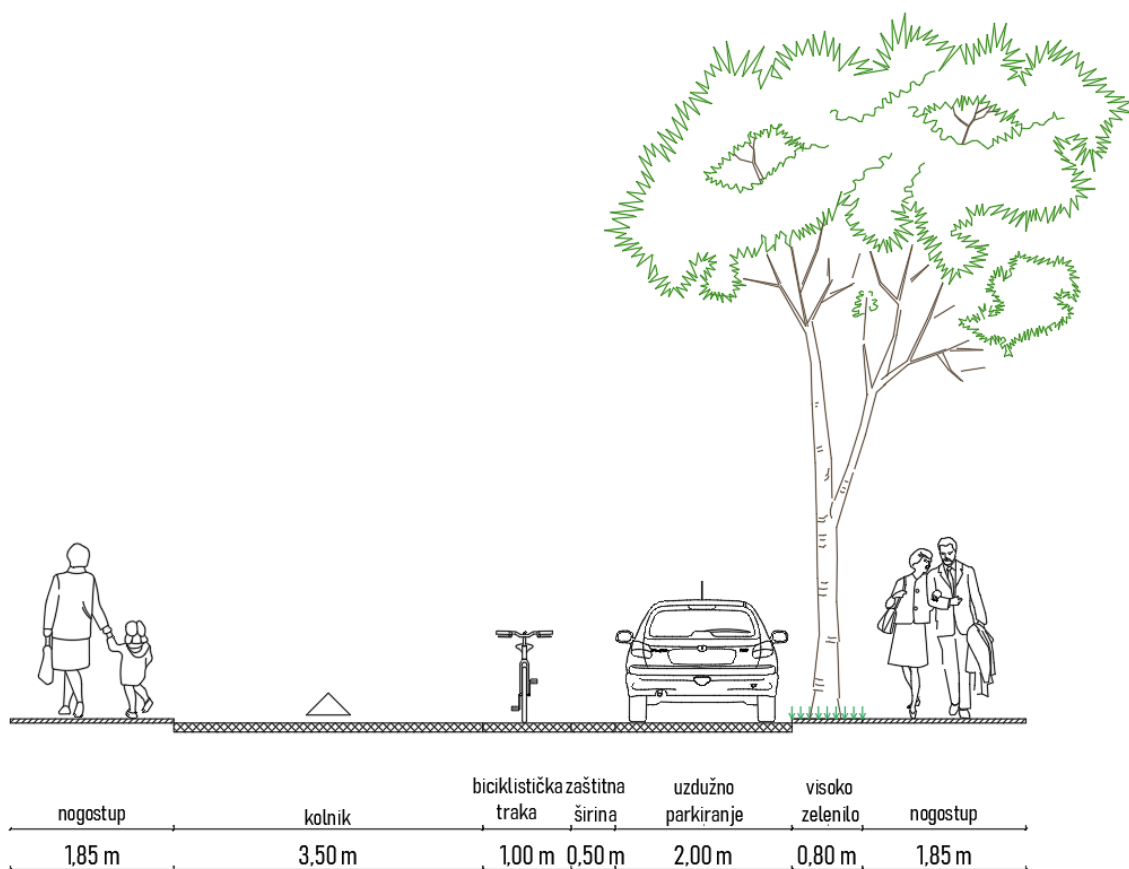 nogostup
kolnik
biciklistička
traka
zaštitna
širina
uzdužno
parkiranje
visoko
zelenilo
nogostup
1,85 m
3,50 m
1,00 m
0,50 m
2,00 m
0,80 m
1,85 m